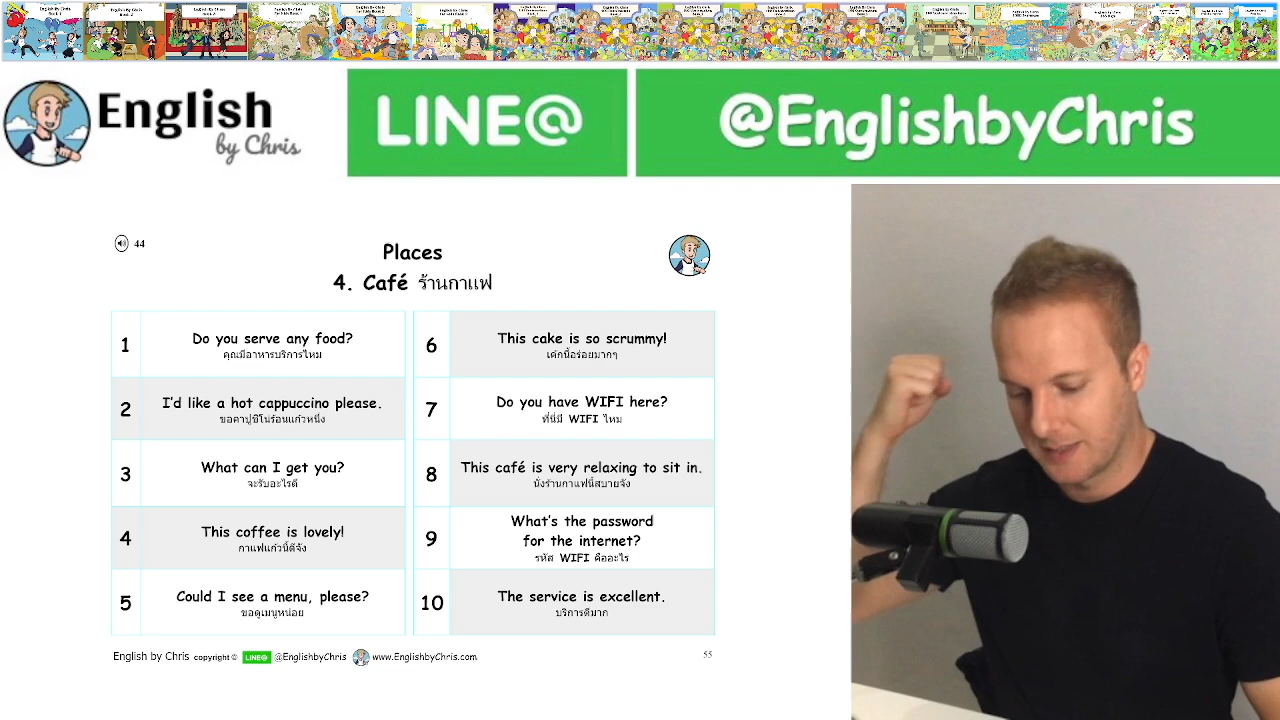 English
by Chris
LINE@
@EnglishbyChris
44
Places
4. Café ร้านกาแฟ
1
Do you serve any food?
คุณมีอาหารบริการไหม
2
I'd like a hot cappuccino please.
ขอคาปูชิโน่ร้อนแก้วหนึ่ง
3
What can I get you?
จะรับอะไรดี
4
This coffee is lovely!
กาแฟแก้วนี้ดีจัง
5
Could I see a menu, please?
ขอดูเมนูหน่อย
6
This cake is so scrummy!
เค้กนี้อร่อยมากๆ
7
Do you have WIFI here?
ที่นี่มี WIFI ไหม
8
This café is very relaxing to sit in.
นั่งร้านกาแฟนี้สบายจัง
9
What's the password
for the internet?
รหัส WIFI คืออะไร
10
The service is excellent.
บริการดีมาก
English by Chris copyright © LINE@ @EnglishbyChris www.EnglishbyChris.com
55